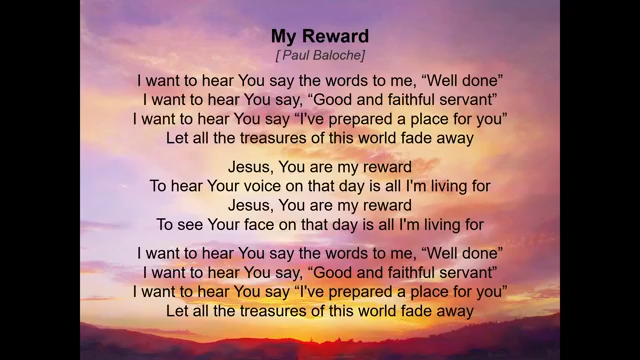 My Reward
[ Paul Baloche]
I want to hear You say the words to me, “Well done”
I want to hear You say, “Good and faithful servant”
I want to hear You say “I've prepared a place for you”
Let all the treasures of this world fade away
Jesus, You are my reward
To hear Your voice on that day is all I'm living for
Jesus, You are my reward
To see Your face on that day is all I'm living for
I want to hear You say the words to me, “Well done”
I want to hear You say, “Good and faithful servant”
I want to hear You say “I've prepared a place for you”
Let all the treasures of this world fade away